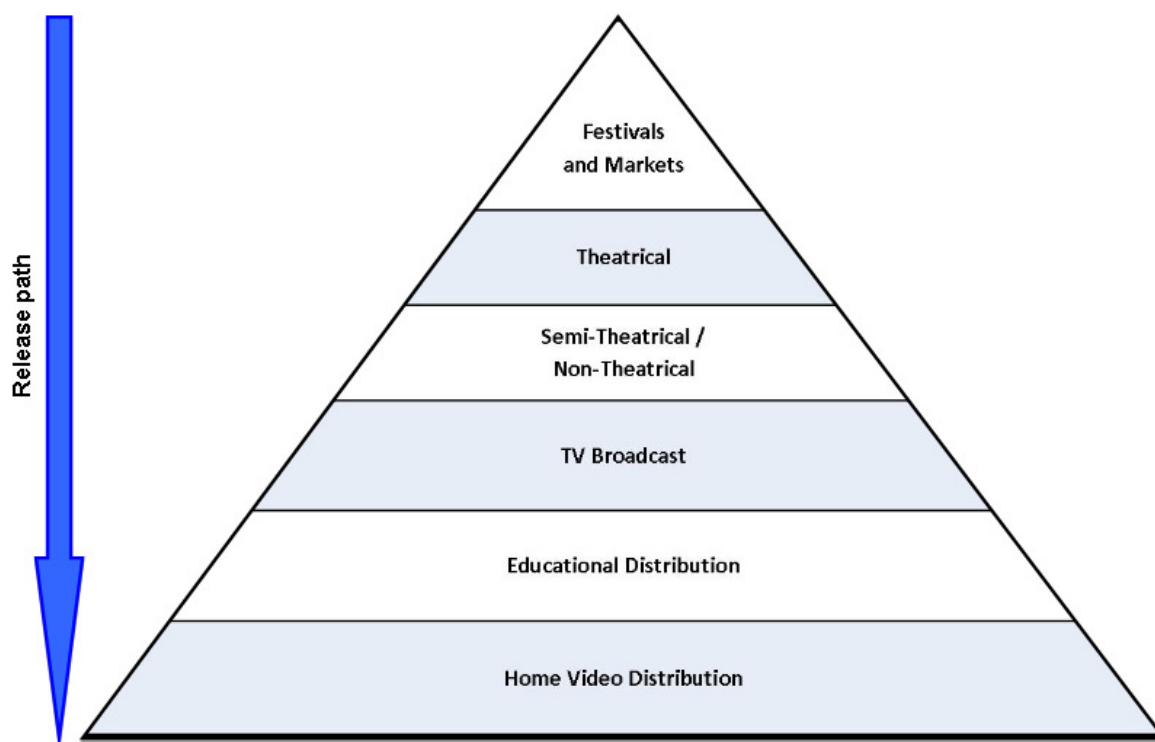 Release path
Festivals
and Markets
Theatrical
Semi-Theatrical /
Non-Theatrical
TV Broadcast
Educational Distribution
Home Video Distribution